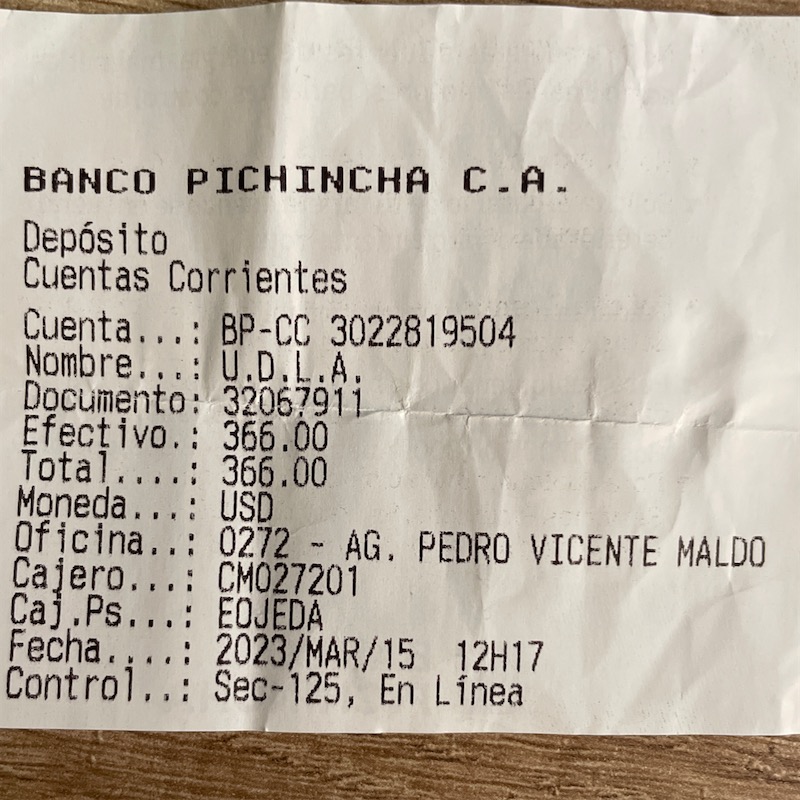 BANCO PICHINCHA C.A.
Depósito
Cuentas Corrientes
Cuenta...: BP-CC 3022819504
Nombre...: U.D.L.A.
Documento: 32067911
Efectivo.: 366.00
Total....: 366.00
Moneda...: USD
Oficina..: 0272 - AG. PEDRO VICENTE MALDO
Cajero...: CM027201
Caj.Ps...: EOJEDA
Fecha....: 2023/MAR/15 12H17
Control..: Sec-125, En Línea